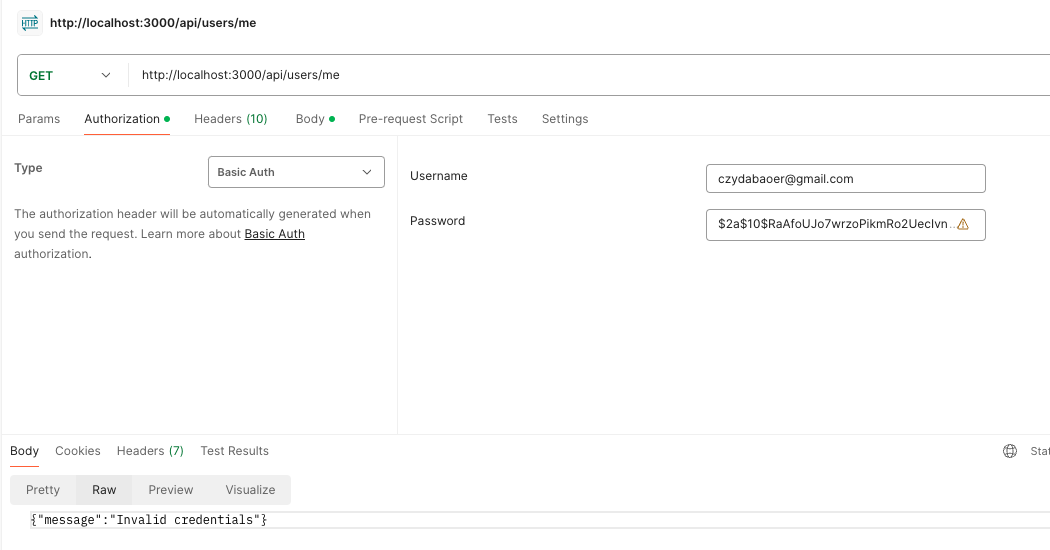 HTTP http://localhost:3000/api/users/me
GET http://localhost:3000/api/users/me
Params Authorization Headers (10) Body Pre-request Script Tests Settings
Type Basic Auth
The authorization header will be automatically generated when
you send the request. Learn more about Basic Auth
authorization.
Username czydabaoer@gmail.com
Password $2a$10$RaAfoUJo7wrzoPikmRo2UecIvn...
Body Cookies Headers (7) Test Results
Pretty Raw Preview Visualize
{"message":"Invalid credentials"}